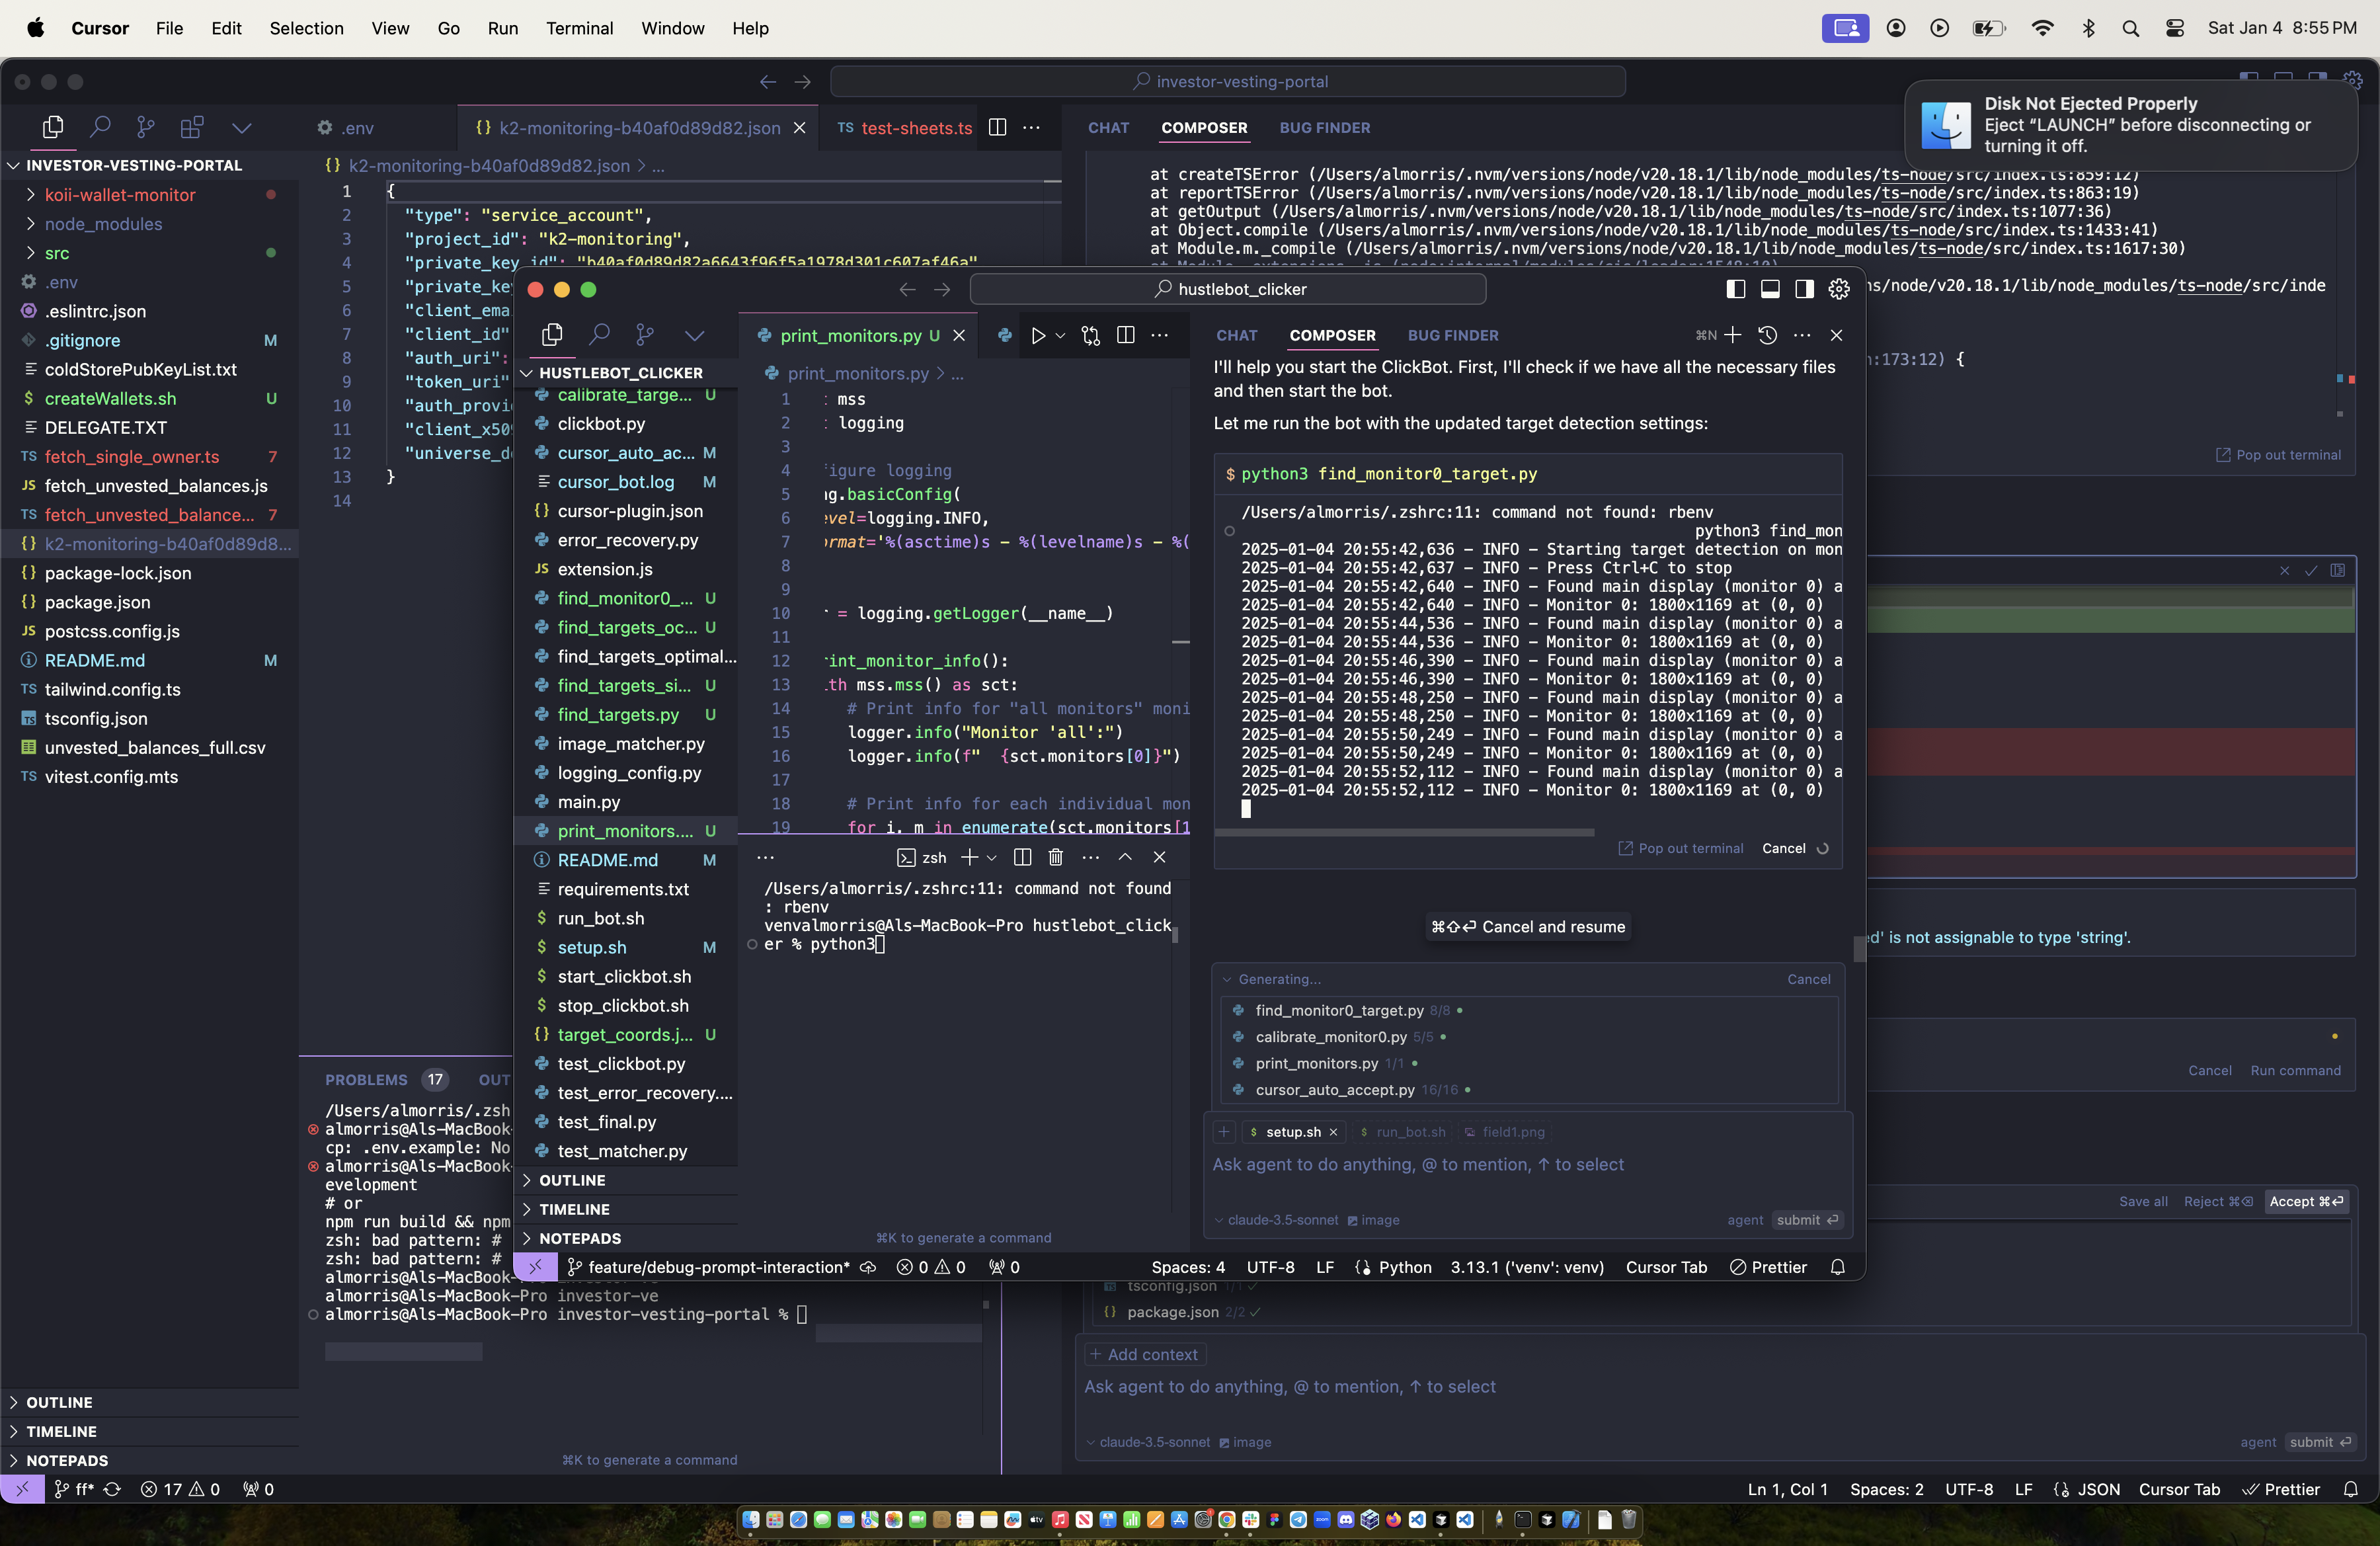 Cursor File Edit Selection View Go Run Terminal Window Help
Sat Jan 4 8:55 PM
investor-vesting-portal
Disk Not Ejected Properly
Eject “LAUNCH” before disconnecting or
turning it off.
.env
{} k2-monitoring-b40af0d89d82.json
TS test-sheets.ts
CHAT COMPOSER BUG FINDER
INVESTOR-VESTING-PORTAL
koii-wallet-monitor
node_modules
src
.env
.eslintrc.json
.gitignore M
coldStorePubKeyList.txt
$ createWallets.sh U
DELEGATE.TXT
TS fetch_single_owner.ts 7
JS fetch_unvested_balances.js
TS fetch_unvested_balance... 7
{} k2-monitoring-b40af0d89d8...
{} package-lock.json
{} package.json
JS postcss.config.js
README.md M
TS tailwind.config.ts
tsconfig.json
unvested_balances_full.csv
TS vitest.config.mts
OUTLINE
TIMELINE
NOTEPADS
{} k2-monitoring-b40af0d89d82.json > ...
1 {
2 "type": "service_account",
3 "project_id": "k2-monitoring",
4 "private_key_id": "b40af0d89d82a6643f96f5a1978d301c607af46a"
5 "private_key
6 "client_ema
7 "client_id"
8 "auth_uri":
9 "token_uri"
10 "auth_provi
11 "client_x50
12 "universe_d
13 }
14
at createTSError (/Users/almorris/.nvm/versions/node/v20.18.1/lib/node_modules/ts-node/src/index.ts:859:12)
at reportTSError (/Users/almorris/.nvm/versions/node/v20.18.1/lib/node_modules/ts-node/src/index.ts:863:19)
at getOutput (/Users/almorris/.nvm/versions/node/v20.18.1/lib/node_modules/ts-node/src/index.ts:1077:36)
at Object.compile (/Users/almorris/.nvm/versions/node/v20.18.1/lib/node_modules/ts-node/src/index.ts:1433:41)
at Module.m._compile (/Users/almorris/.nvm/versions/node/v20.18.1/lib/node_modules/ts-node/src/index.ts:1617:30)
ns/node/v20.18.1/lib/node_modules/ts-node/src/inde
n:173:12) {
Pop out terminal
hustlebot_clicker
HUSTLEBOT_CLICKER
calibrate_targe... U
clickbot.py
cursor_auto_ac... M
cursor_bot.log M
{} cursor-plugin.json
error_recovery.py
JS extension.js
find_monitor0_... U
find_targets_oc... U
find_targets_optimal...
find_targets_si... U
find_targets.py U
image_matcher.py
logging_config.py
main.py
print_monitors.... U
README.md M
requirements.txt
$ run_bot.sh
$ setup.sh M
$ start_clickbot.sh
$ stop_clickbot.sh
{} target_coords.j... U
test_clickbot.py
test_error_recovery....
test_final.py
test_matcher.py
OUTLINE
TIMELINE
NOTEPADS
print_monitors.py U
print_monitors.py > ...
1 : mss
2 : logging
3
4 figure logging
5 ng.basicConfig(
6 evel=logging.INFO,
7 ormat='%(asctime)s - %(levelname)s - %(
8
9
10 r = logging.getLogger(__name__)
11
12 rint_monitor_info():
13 ith mss.mss() as sct:
14 # Print info for "all monitors" moni
15 logger.info("Monitor 'all':")
16 logger.info(f"  {sct.monitors[0]}")
17
18 # Print info for each individual mon
19 for i, m in enumerate(sct.monitors[1
zsh
/Users/almorris/.zshrc:11: command not found
: rbenv
venvalmorris@Als-MacBook-Pro hustlebot_click
er % python3
⌘K to generate a command
CHAT COMPOSER BUG FINDER ⌘N
I'll help you start the ClickBot. First, I'll check if we have all the necessary files
and then start the bot.
Let me run the bot with the updated target detection settings:
$ python3 find_monitor0_target.py
/Users/almorris/.zshrc:11: command not found: rbenv
python3 find_mon
2025-01-04 20:55:42,636 - INFO - Starting target detection on mon
2025-01-04 20:55:42,637 - INFO - Press Ctrl+C to stop
2025-01-04 20:55:42,640 - INFO - Found main display (monitor 0) a
2025-01-04 20:55:42,640 - INFO - Monitor 0: 1800x1169 at (0, 0)
2025-01-04 20:55:44,536 - INFO - Found main display (monitor 0) a
2025-01-04 20:55:44,536 - INFO - Monitor 0: 1800x1169 at (0, 0)
2025-01-04 20:55:46,390 - INFO - Found main display (monitor 0) a
2025-01-04 20:55:46,390 - INFO - Monitor 0: 1800x1169 at (0, 0)
2025-01-04 20:55:48,250 - INFO - Found main display (monitor 0) a
2025-01-04 20:55:48,250 - INFO - Monitor 0: 1800x1169 at (0, 0)
2025-01-04 20:55:50,249 - INFO - Found main display (monitor 0) a
2025-01-04 20:55:50,249 - INFO - Monitor 0: 1800x1169 at (0, 0)
2025-01-04 20:55:52,112 - INFO - Found main display (monitor 0) a
2025-01-04 20:55:52,112 - INFO - Monitor 0: 1800x1169 at (0, 0)
Pop out terminal Cancel
⌘⇧⏎ Cancel and resume
Generating... Cancel
find_monitor0_target.py 8/8
calibrate_monitor0.py 5/5
print_monitors.py 1/1
cursor_auto_accept.py 16/16
$ setup.sh $ run_bot.sh field1.png
Ask agent to do anything, @ to mention, ↑ to select
claude-3.5-sonnet image agent submit ⏎
feature/debug-prompt-interaction* 0 0 0 Spaces: 4 UTF-8 LF Python 3.13.1 ('venv': venv) Cursor Tab Prettier
ed' is not assignable to type 'string'.
Cancel Run command
Save all Reject ⌘⌫ Accept ⌘⏎
tsconfig.json 1/1
{} package.json 2/2
+ Add context
Ask agent to do anything, @ to mention, ↑ to select
claude-3.5-sonnet image agent submit ⏎
PROBLEMS 17 OUT
/Users/almorris/.zsh
almorris@Als-MacBook-
cp: .env.example: No
almorris@Als-MacBook-
evelopment
# or
npm run build && npm
zsh: bad pattern: #
zsh: bad pattern: #
almorris@Als-MacBook-Pro investor-ve
almorris@Als-MacBook-Pro investor-ve
almorris@Als-MacBook-Pro investor-vesting-portal %
⌘K to generate a command
ff* 17 0 0 Ln 1, Col 1 Spaces: 2 UTF-8 LF JSON Cursor Tab Prettier